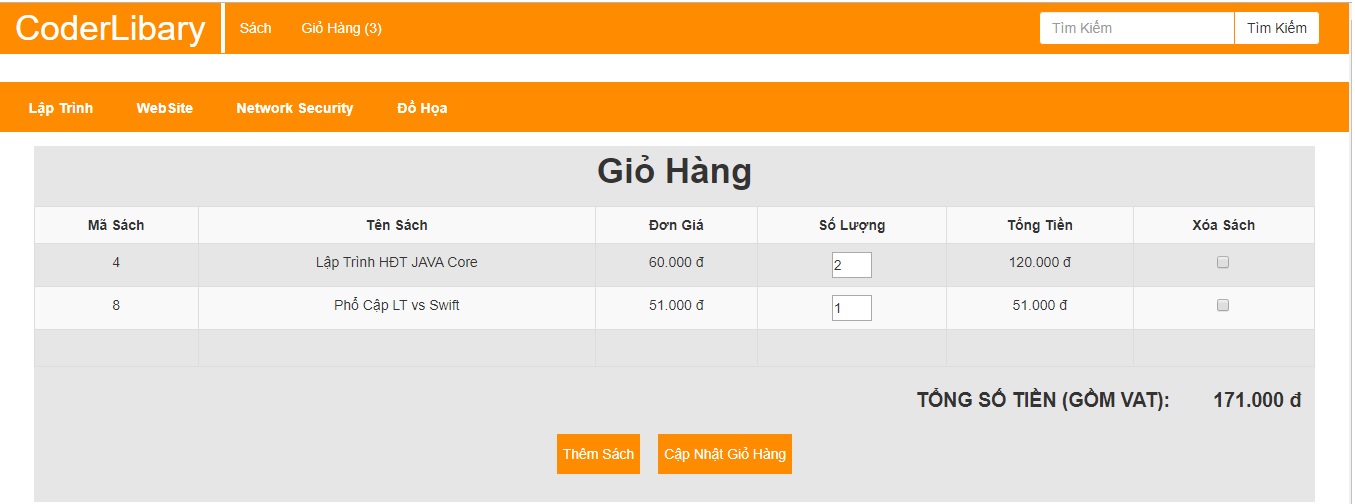 CoderLibary Sách Giỏ Hàng (3) Tìm Kiếm Tìm Kiếm
Lập Trình WebSite Network Security Đồ Họa
Giỏ Hàng
Mã Sách Tên Sách Đơn Giá Số Lượng Tổng Tiền Xóa Sách
4 Lập Trình HĐT JAVA Core 60.000 đ 2 120.000 đ
8 Phổ Cập LT vs Swift 51.000 đ 1 51.000 đ
TỔNG SỐ TIỀN (GỒM VAT): 171.000 đ
Thêm Sách Cập Nhật Giỏ Hàng